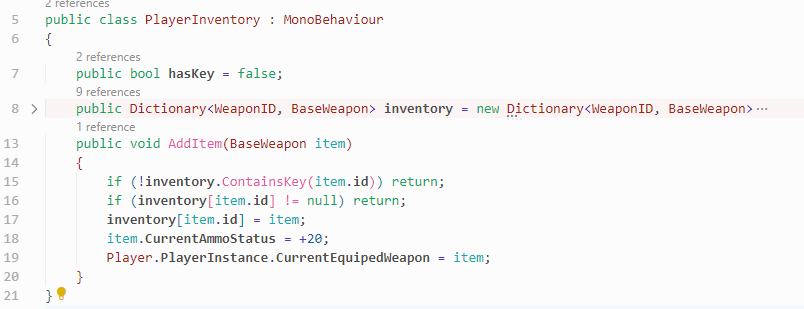 2 references
5 public class PlayerInventory : MonoBehaviour
6 {
2 references
7 public bool hasKey = false;
9 references
8 > public Dictionary<WeaponID, BaseWeapon> inventory = new Dictionary<WeaponID, BaseWeapon>⋯
1 reference
13 public void AddItem(BaseWeapon item)
14 {
15 if (!inventory.ContainsKey(item.id)) return;
16 if (inventory[item.id] != null) return;
17 inventory[item.id] = item;
18 item.CurrentAmmoStatus = +20;
19 Player.PlayerInstance.CurrentEquipedWeapon = item;
20 }
21 }